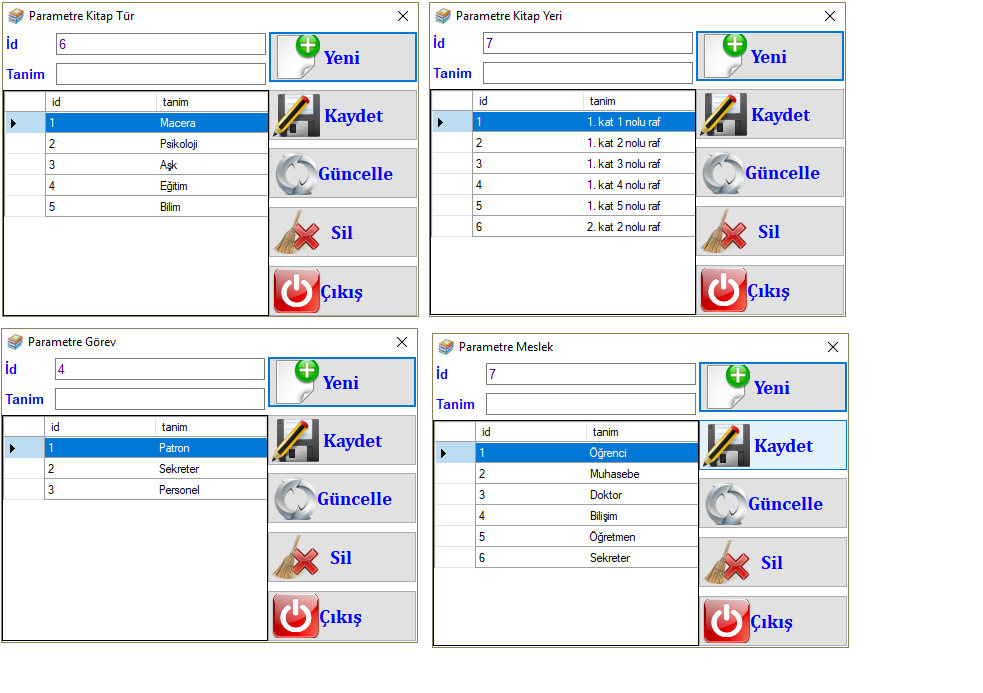 Parametre Kitap Tür
İd 6
Yeni
Tanim
id tanim
Kaydet
1 Macera
2 Psikoloji
3 Aşk
Güncelle
4 Eğitim
5 Bilim
Sil
Çıkış
Parametre Kitap Yeri
İd 7
Yeni
Tanim
id tanim
Kaydet
1 1. kat 1 nolu raf
2 1. kat 2 nolu raf
3 1. kat 3 nolu raf
Güncelle
4 1. kat 4 nolu raf
5 1. kat 5 nolu raf
6 2. kat 2 nolu raf
Sil
Çıkış
Parametre Görev
İd 4
Yeni
Tanim
id tanim
Kaydet
1 Patron
2 Sekreter
3 Personel
Güncelle
Sil
Çıkış
Parametre Meslek
İd 7
Yeni
Tanim
id tanim
Kaydet
1 Öğrenci
2 Muhasebe
3 Doktor
Güncelle
4 Bilişim
5 Öğretmen
6 Sekreter
Sil
Çıkış